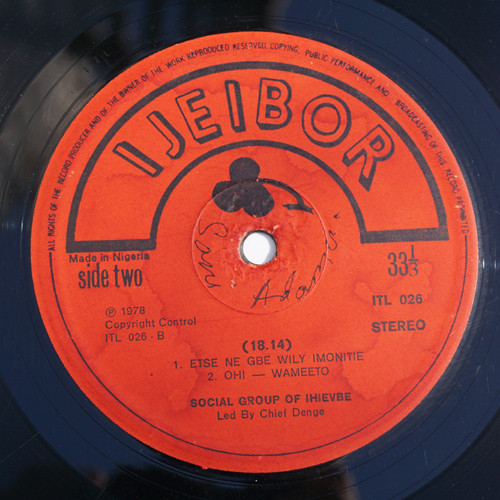 ALL RIGHTS OF THE RECORD PRODUCER AND OF THE OWNER OF THE WORK REPRODUCED RESERVED. COPYING, PUBLIC PERFORMANCE AND BROADCASTING OF THIS RECORD PROHIBITED
IJEIBOR
Made in Nigeria
side two
33 1/3
ITL 026
STEREO
℗ 1978
Copyright Control
ITL 026 - B
Adams
(18.14)
1. ETSE NE GBE WILY IMONITIE
2. OHI — WAMEETO
SOCIAL GROUP OF IHIEVBE
Led By Chief Denge